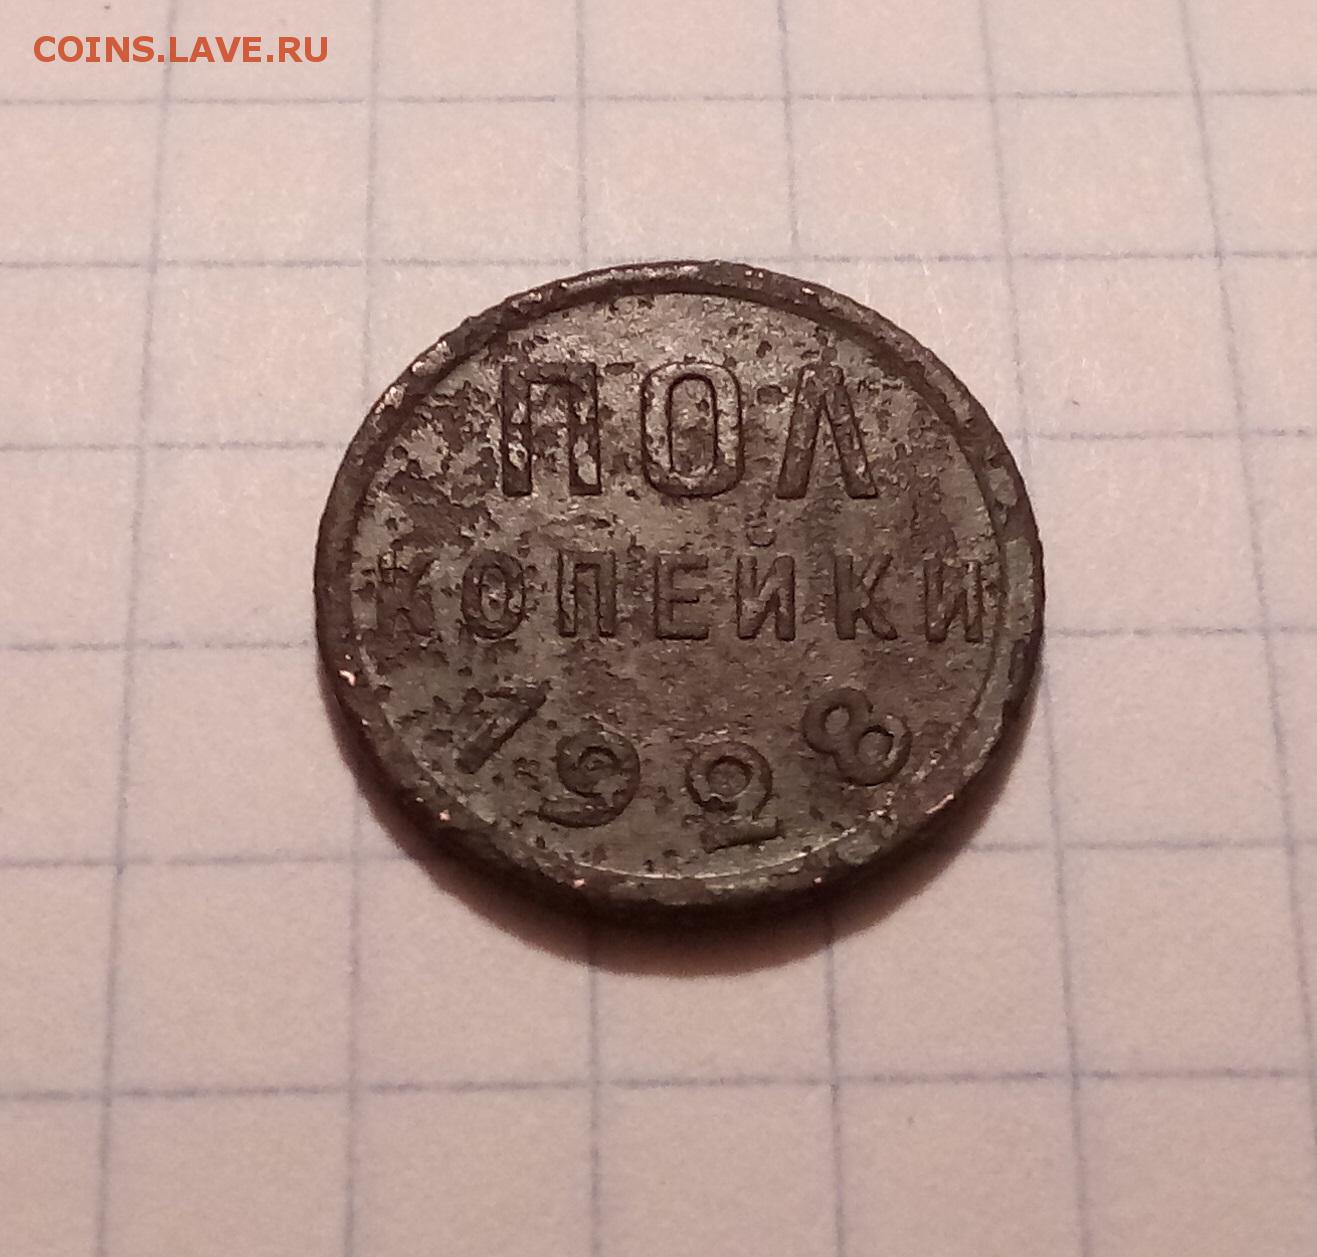 COINS.LAVE.RU
ПОЛ
КОПЕЙКИ
1928